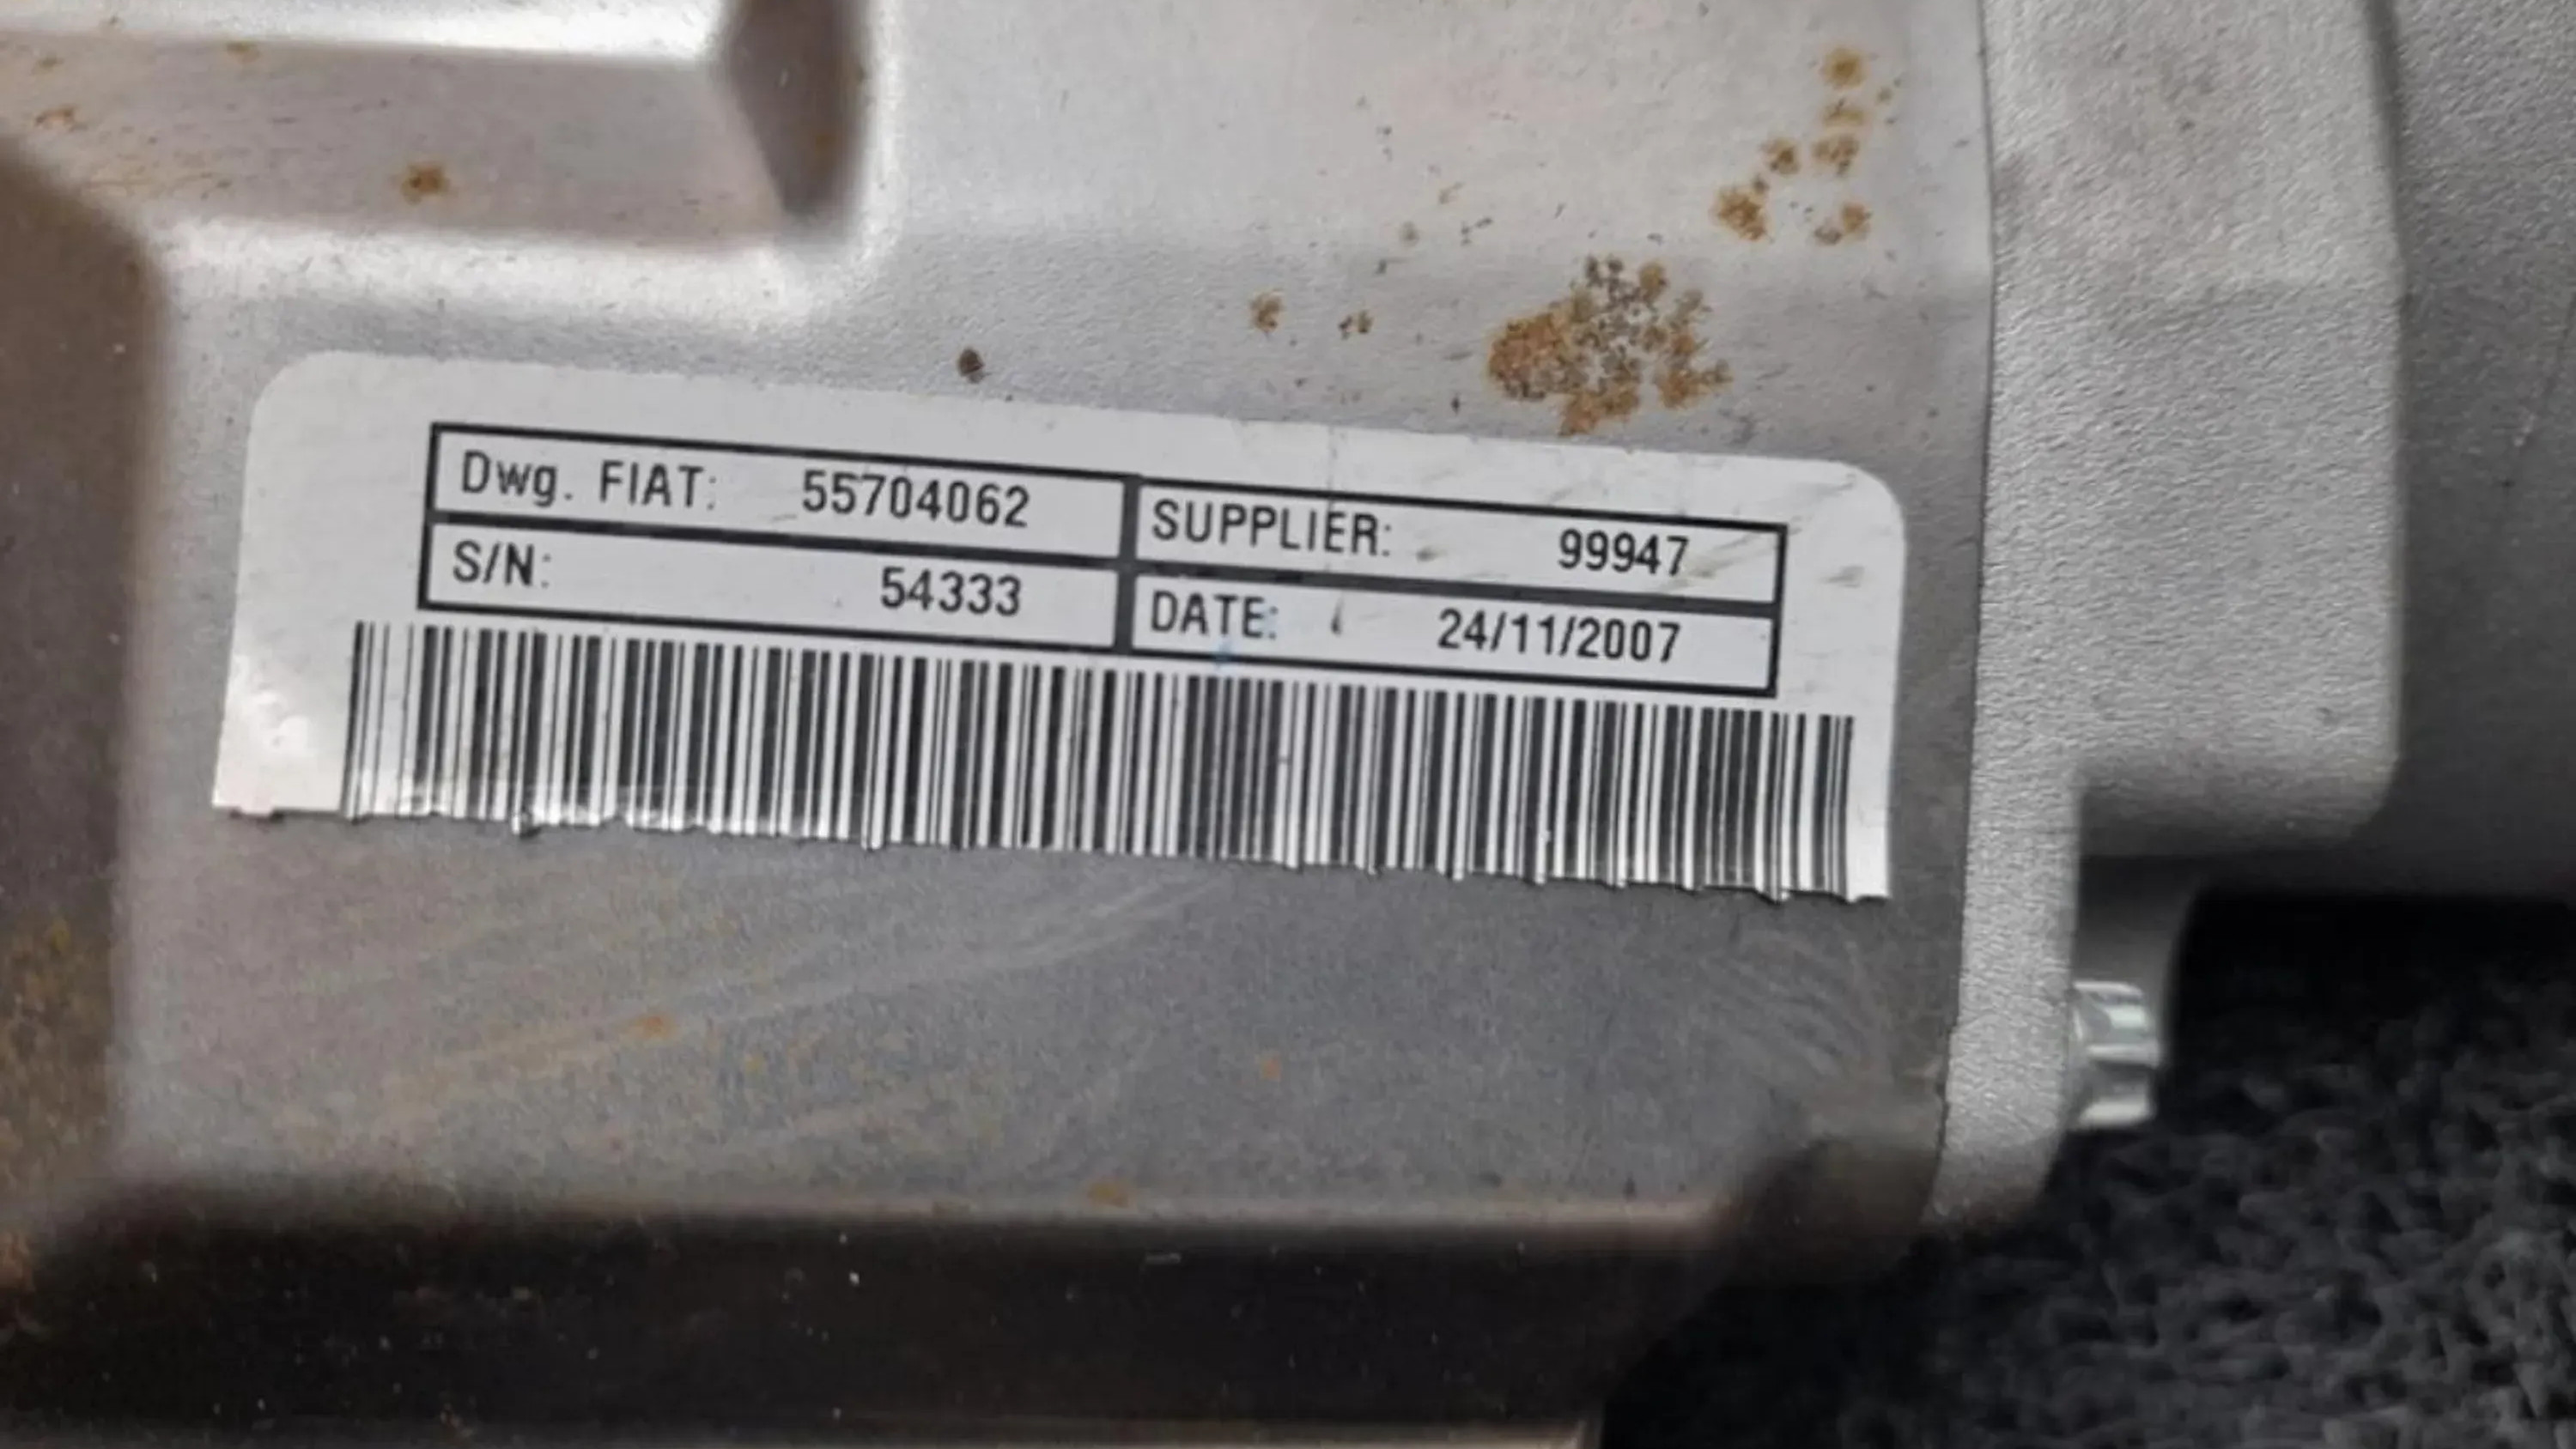 Dwg. FIAT: 55704062 SUPPLIER: 99947
S/N: 54333 DATE: 24/11/2007